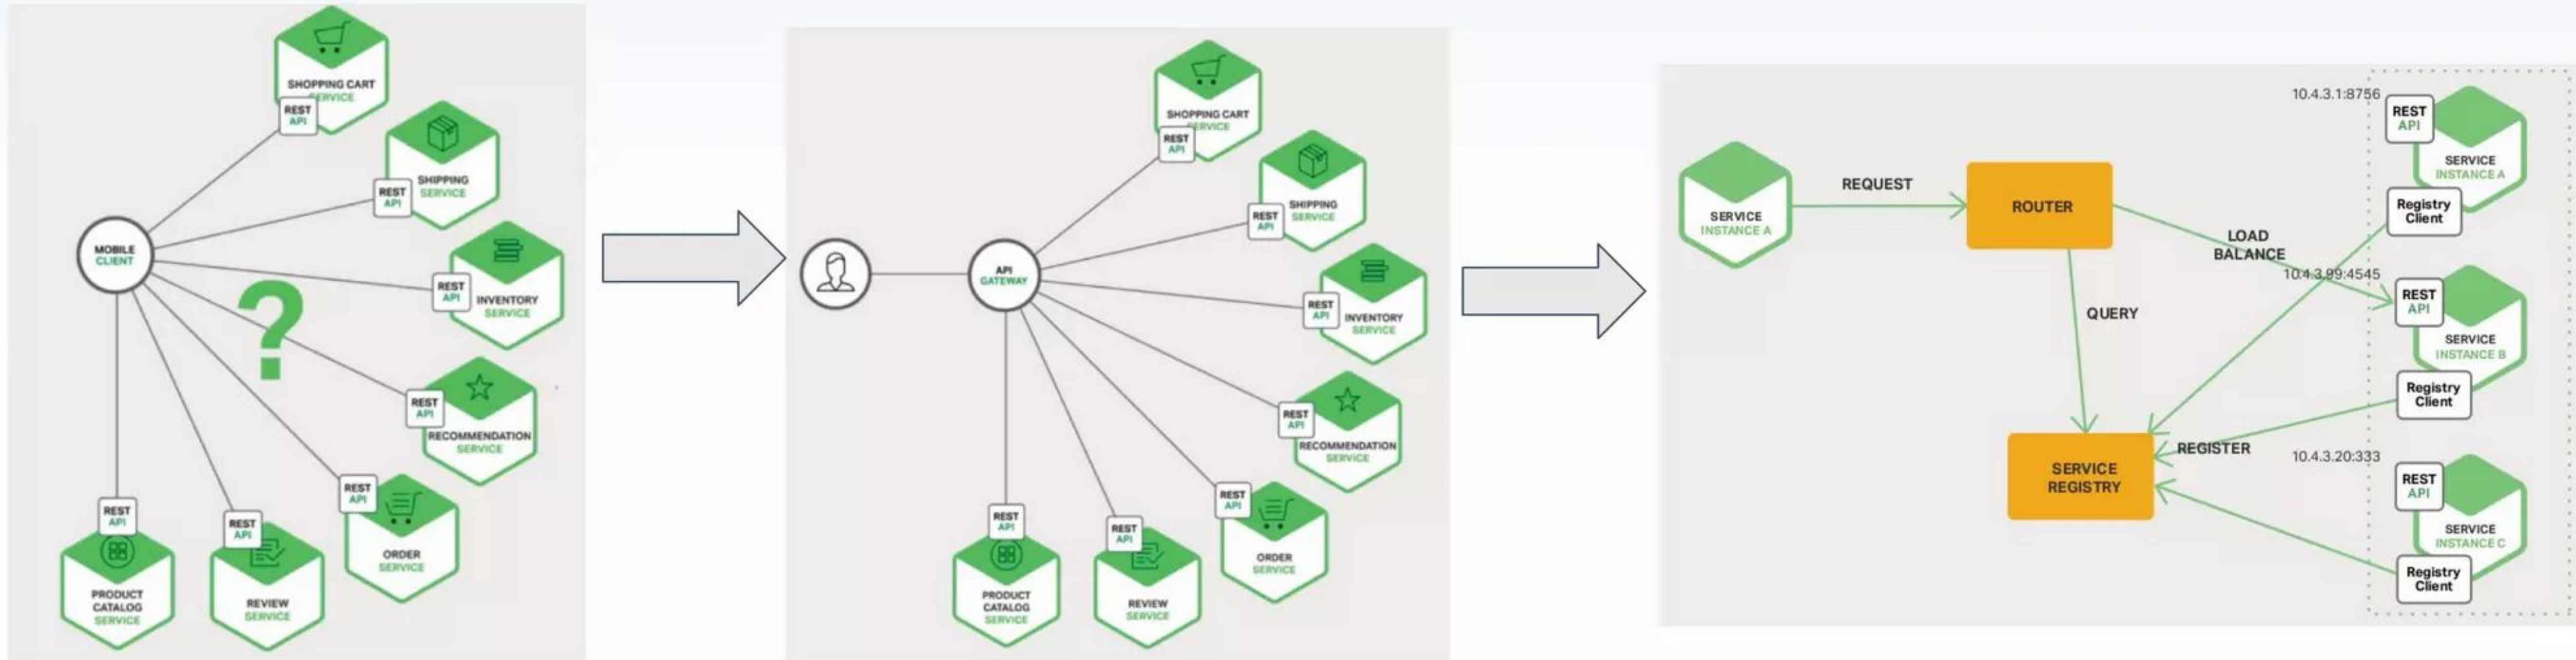 SHOPPING CART
SERVICE
REST
API
SHIPPING
SERVICE
REST
API
MOBILE
CLIENT
?
REST
API
INVENTORY
SERVICE
REST
API
RECOMMENDATION
SERVICE
REST
API
ORDER
SERVICE
REST
API
REVIEW
SERVICE
REST
API
PRODUCT
CATALOG
SERVICE
SHOPPING CART
SERVICE
REST
API
SHIPPING
SERVICE
REST
API
API
GATEWAY
REST
API
INVENTORY
SERVICE
REST
API
RECOMMENDATION
SERVICE
REST
API
ORDER
SERVICE
REST
API
REVIEW
SERVICE
REST
API
PRODUCT
CATALOG
SERVICE
SERVICE
INSTANCE A
REQUEST
ROUTER
LOAD
BALANCE
QUERY
SERVICE
REGISTRY
REGISTER
10.4.3.1:8756
REST
API
SERVICE
INSTANCE A
Registry
Client
10.4.3.99:4545
REST
API
SERVICE
INSTANCE B
Registry
Client
10.4.3.20:333
REST
API
SERVICE
INSTANCE C
Registry
Client